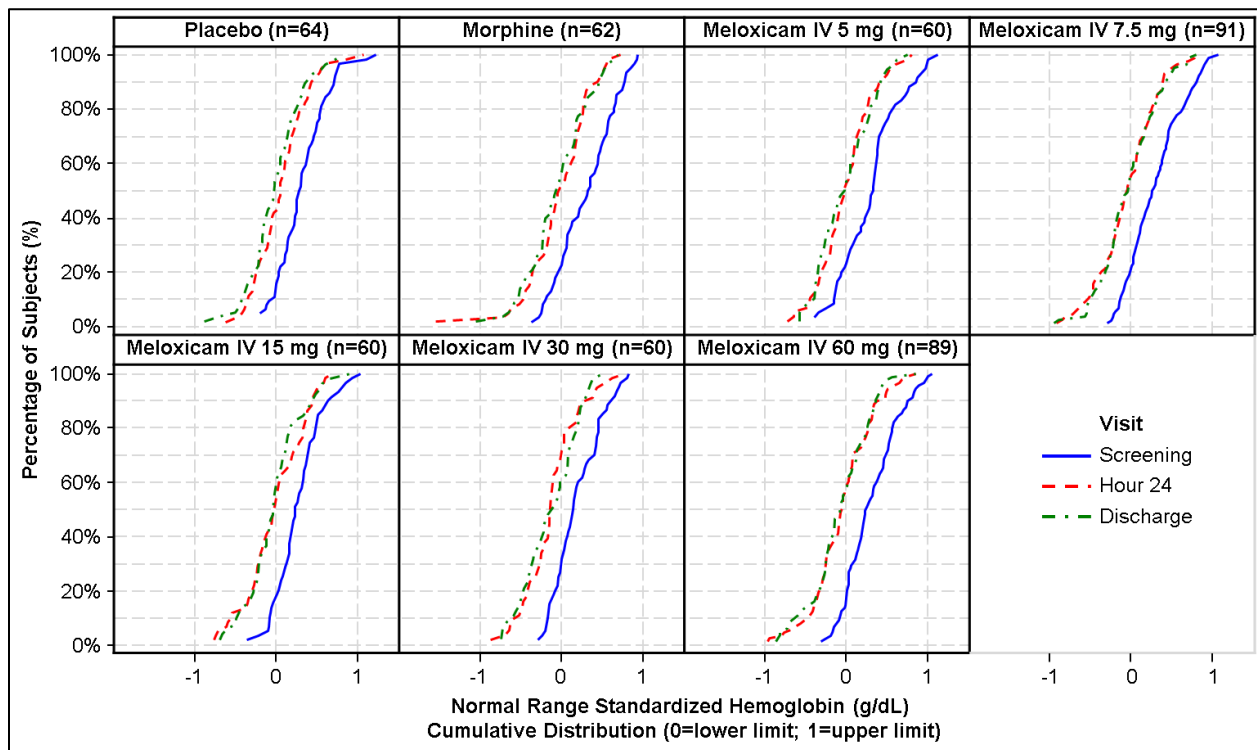 Placebo (n=64)
Morphine (n=62)
Meloxicam IV 5 mg (n=60)
Meloxicam IV 7.5 mg (n=91)
100%
80%
60%
40%
20%
0%
Meloxicam IV 15 mg (n=60)
Meloxicam IV 30 mg (n=60)
Meloxicam IV 60 mg (n=89)
100%
80%
60%
40%
20%
0%
Percentage of Subjects (%)
Visit
Screening
Hour 24
Discharge
-1 0 1
-1 0 1
-1 0 1
-1 0 1
Normal Range Standardized Hemoglobin (g/dL)
Cumulative Distribution (0=lower limit; 1=upper limit)